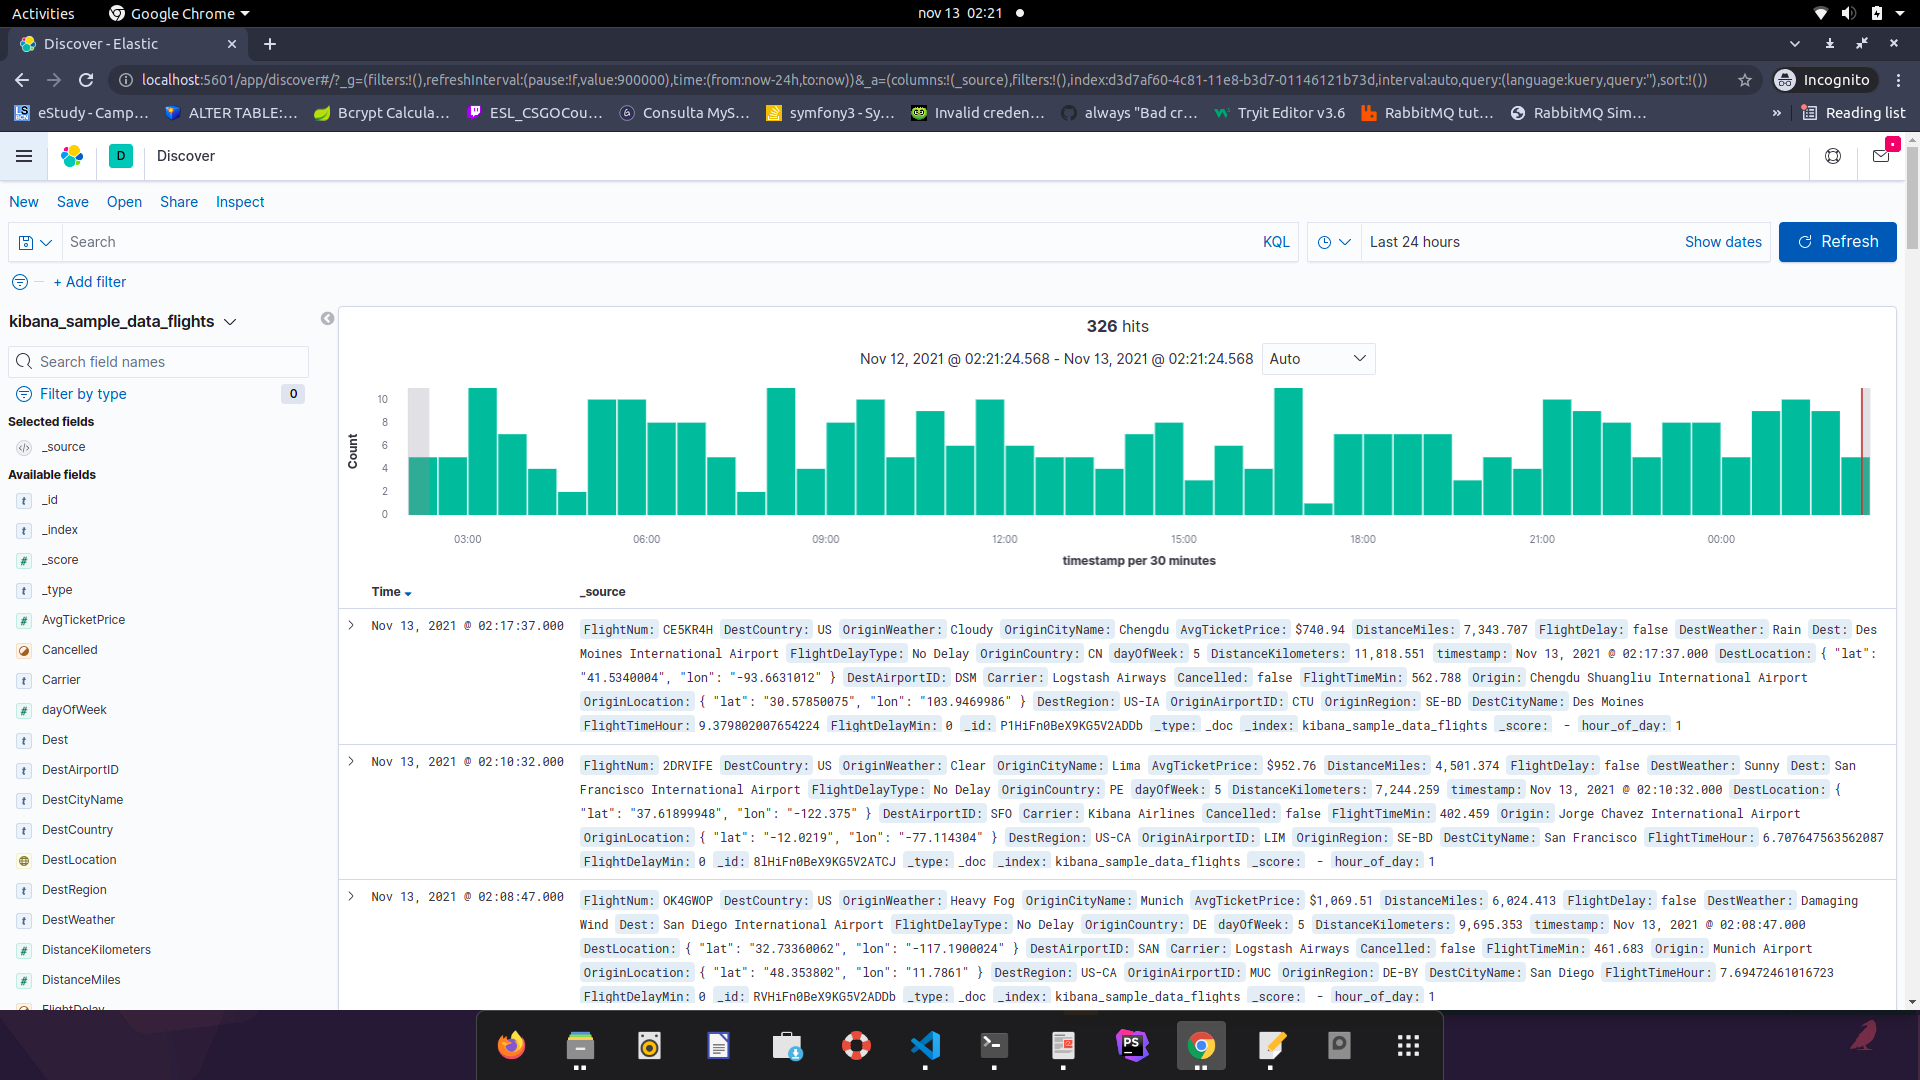 Activities
Google Chrome
nov 13 02:21
Discover - Elastic
localhost:5601/app/discover#/?_g=(filters:!(),refreshInterval:(pause:!f,value:900000),time:(from:now-24h,to:now))&_a=(columns:!(_source),filters:!(),index:d3d7af60-4c81-11e8-b3d7-01146121b73d,interval:auto,query:(language:kuery,query:''),sort:!())
Incognito
eStudy - Camp…
ALTER TABLE:…
Bcrypt Calcula…
ESL_CSGOCou…
Consulta MyS…
symfony3 - Sy…
Invalid creden…
always "Bad cr…
Tryit Editor v3.6
RabbitMQ tut…
RabbitMQ Sim…
»
Reading list
D
Discover
New Save Open Share Inspect
Search
KQL
Last 24 hours
Show dates
Refresh
+ Add filter
kibana_sample_data_flights
Search field names
Filter by type 0
Selected fields
_source
Available fields
t _id
t _index
# _score
t _type
# AvgTicketPrice
Cancelled
t Carrier
# dayOfWeek
t Dest
t DestAirportID
t DestCityName
t DestCountry
DestLocation
t DestRegion
t DestWeather
# DistanceKilometers
# DistanceMiles
FlightDelay
326 hits
Nov 12, 2021 @ 02:21:24.568 - Nov 13, 2021 @ 02:21:24.568
Auto
Count
10
8
6
4
2
0
03:00 06:00 09:00 12:00 15:00 18:00 21:00 00:00
timestamp per 30 minutes
Time _source
Nov 13, 2021 @ 02:17:37.000
FlightNum: CE5KR4H DestCountry: US OriginWeather: Cloudy OriginCityName: Chengdu AvgTicketPrice: $740.94 DistanceMiles: 7,343.707 FlightDelay: false DestWeather: Rain Dest: Des
Moines International Airport FlightDelayType: No Delay OriginCountry: CN dayOfWeek: 5 DistanceKilometers: 11,818.551 timestamp: Nov 13, 2021 @ 02:17:37.000 DestLocation: { "lat":
"41.5340004", "lon": "-93.6631012" } DestAirportID: DSM Carrier: Logstash Airways Cancelled: false FlightTimeMin: 562.788 Origin: Chengdu Shuangliu International Airport
OriginLocation: { "lat": "30.57850075", "lon": "103.9469986" } DestRegion: US-IA OriginAirportID: CTU OriginRegion: SE-BD DestCityName: Des Moines
FlightTimeHour: 9.379802007654224 FlightDelayMin: 0 _id: P1HiFn0BeX9KG5V2ADDb _type: _doc _index: kibana_sample_data_flights _score: - hour_of_day: 1
Nov 13, 2021 @ 02:10:32.000
FlightNum: 2DRVIFE DestCountry: US OriginWeather: Clear OriginCityName: Lima AvgTicketPrice: $952.76 DistanceMiles: 4,501.374 FlightDelay: false DestWeather: Sunny Dest: San
Francisco International Airport FlightDelayType: No Delay OriginCountry: PE dayOfWeek: 5 DistanceKilometers: 7,244.259 timestamp: Nov 13, 2021 @ 02:10:32.000 DestLocation: {
"lat": "37.61899948", "lon": "-122.375" } DestAirportID: SFO Carrier: Kibana Airlines Cancelled: false FlightTimeMin: 402.459 Origin: Jorge Chavez International Airport
OriginLocation: { "lat": "-12.0219", "lon": "-77.114304" } DestRegion: US-CA OriginAirportID: LIM OriginRegion: SE-BD DestCityName: San Francisco FlightTimeHour: 6.707647563562087
FlightDelayMin: 0 _id: 8lHiFn0BeX9KG5V2ATCJ _type: _doc _index: kibana_sample_data_flights _score: - hour_of_day: 1
Nov 13, 2021 @ 02:08:47.000
FlightNum: OK4GWOP DestCountry: US OriginWeather: Heavy Fog OriginCityName: Munich AvgTicketPrice: $1,069.51 DistanceMiles: 6,024.413 FlightDelay: false DestWeather: Damaging
Wind Dest: San Diego International Airport FlightDelayType: No Delay OriginCountry: DE dayOfWeek: 5 DistanceKilometers: 9,695.353 timestamp: Nov 13, 2021 @ 02:08:47.000
DestLocation: { "lat": "32.73360062", "lon": "-117.1900024" } DestAirportID: SAN Carrier: Logstash Airways Cancelled: false FlightTimeMin: 461.683 Origin: Munich Airport
OriginLocation: { "lat": "48.353802", "lon": "11.7861" } DestRegion: US-CA OriginAirportID: MUC OriginRegion: DE-BY DestCityName: San Diego FlightTimeHour: 7.69472461016723
FlightDelayMin: 0 _id: RVHiFn0BeX9KG5V2ADDb _type: _doc _index: kibana_sample_data_flights _score: - hour_of_day: 1
PS